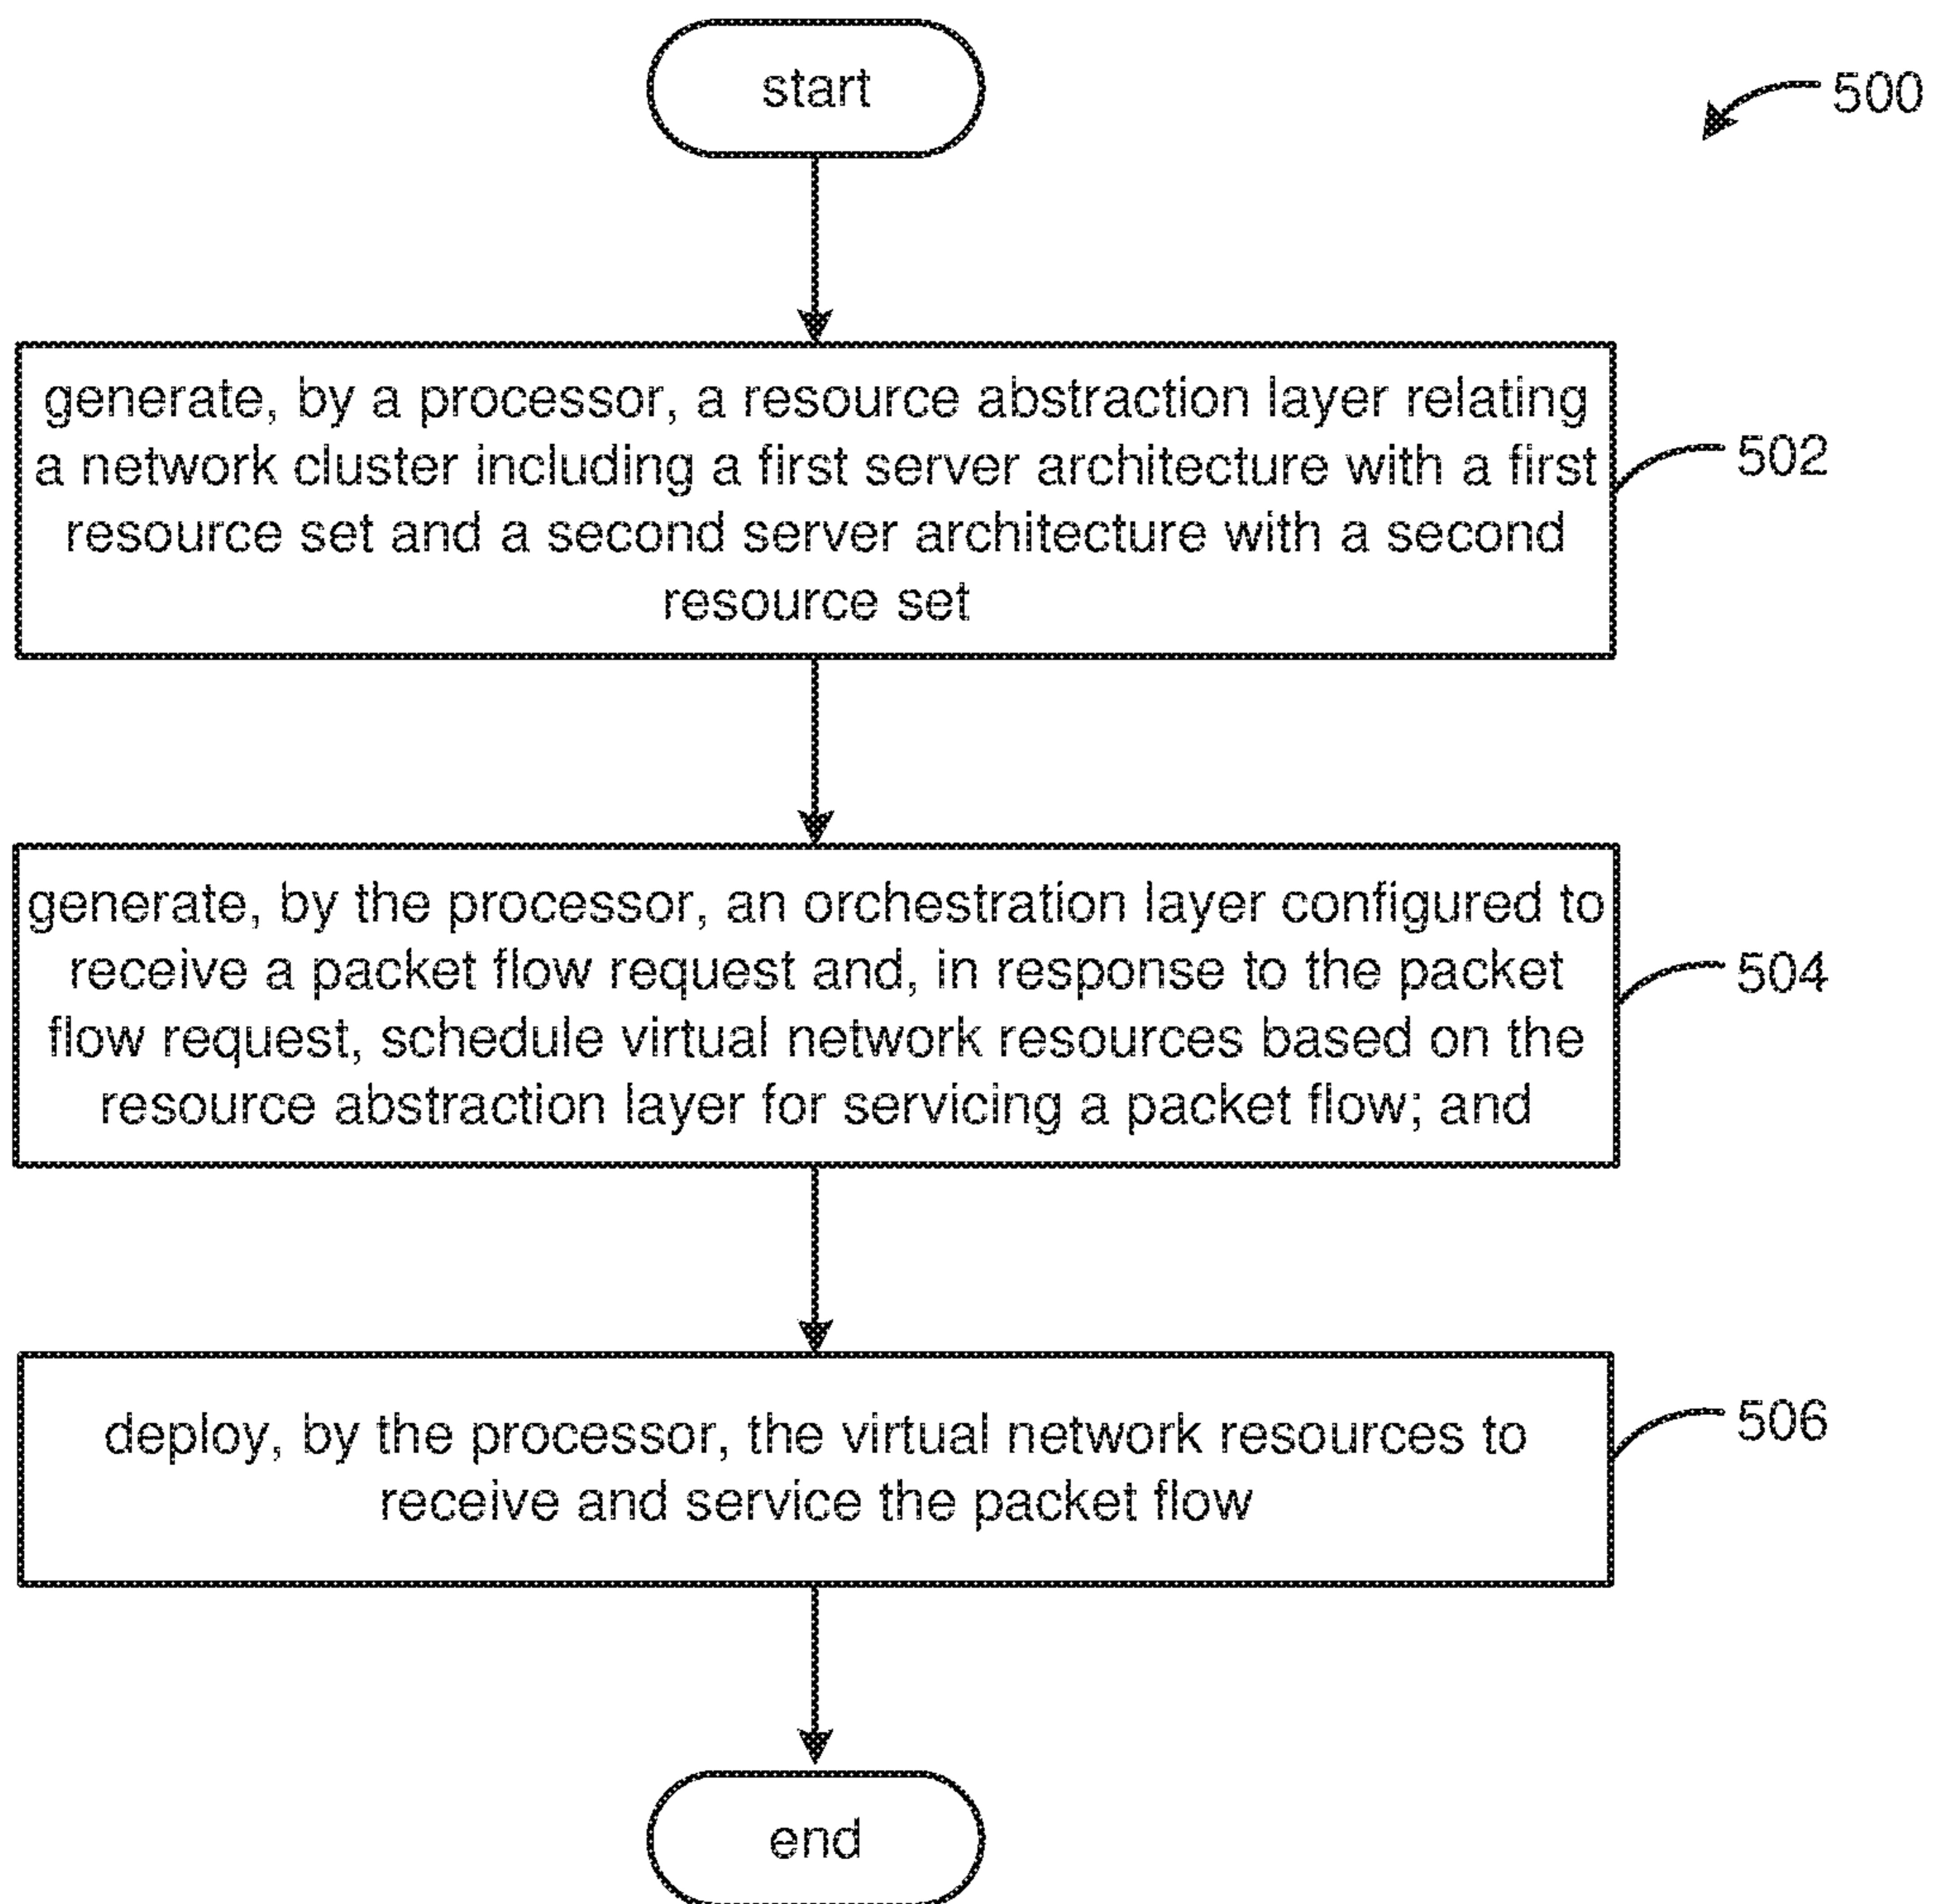 start
500
generate, by a processor, a resource abstraction layer relating
a network cluster including a first server architecture with a first
resource set and a second server architecture with a second
resource set
502
generate, by the processor, an orchestration layer configured to
receive a packet flow request and, in response to the packet
flow request, schedule virtual network resources based on the
resource abstraction layer for servicing a packet flow; and
504
deploy, by the processor, the virtual network resources to
receive and service the packet flow
506
end